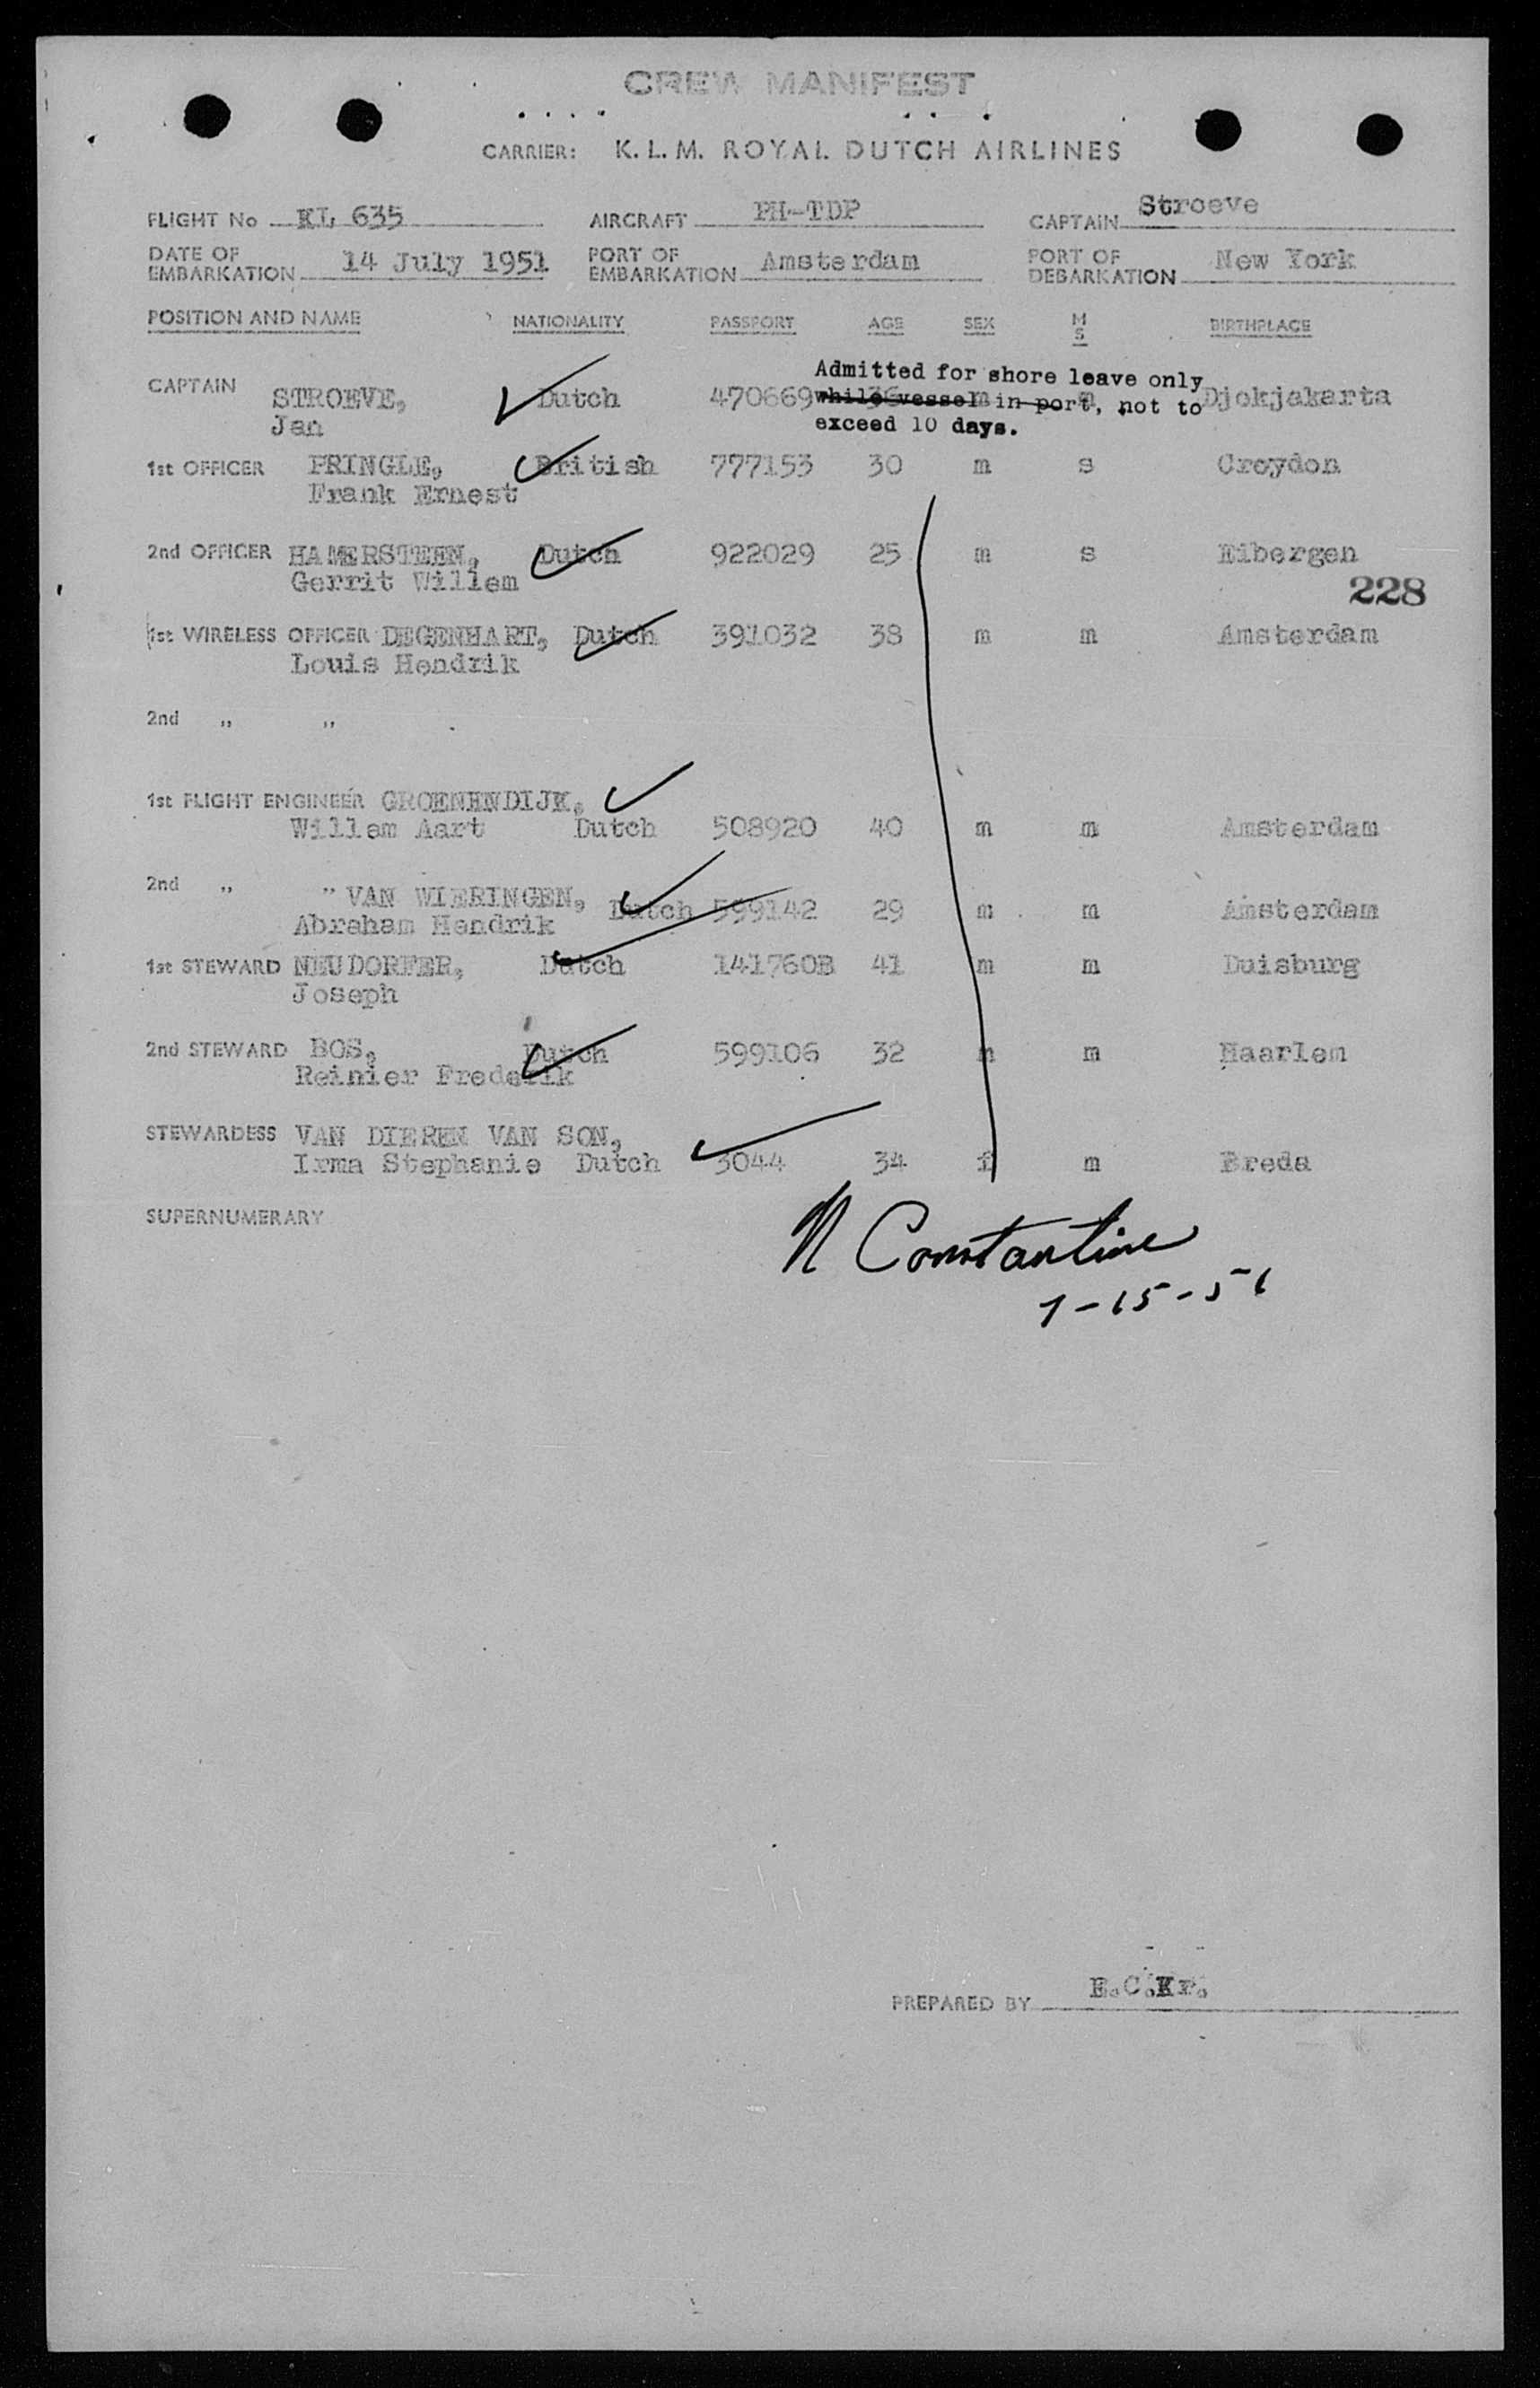 CREW MANIFEST
CARRIER: K. L. M. ROYAL DUTCH AIRLINES
FLIGHT No KL 635 AIRCRAFT PH-TDP CAPTAIN Stroeve
DATE OF EMBARKATION 14 July 1951 PORT OF EMBARKATION Amsterdam PORT OF DEBARKATION New York
POSITION AND NAME NATIONALITY PASSPORT AGE SEX M S BIRTHPLACE
Admitted for shore leave only
while vessel in port, not to
exceed 10 days.
CAPTAIN STROEVE, Dutch 470669 36 m m Djokjakarta
Jan
1st OFFICER PRINGLE, British 777153 30 m s Croydon
Frank Ernest
2nd OFFICER HAMERSTEEN, Dutch 922029 25 m s Eibergen
Gerrit Willem
228
1st WIRELESS OFFICER DEGENHART, Dutch 391032 38 m m Amsterdam
Louis Hendrik
2nd " "
1st FLIGHT ENGINEER GROENENDIJK,
Willem Aart Dutch 508920 40 m m Amsterdam
2nd " " VAN WIERINGEN, Dutch 599142 29 m m Amsterdam
Abraham Hendrik
1st STEWARD NEUDORFER, Dutch 141760B 41 m m Duisburg
Joseph
2nd STEWARD BOS, Dutch 599106 32 m m Haarlem
Reinier Frederik
STEWARDESS VAN DIEREN VAN SON,
Irma Stephanie Dutch 3044 34 f m Breda
SUPERNUMERARY
N Constantine
7-15-51
PREPARED BY E.C.Kr.